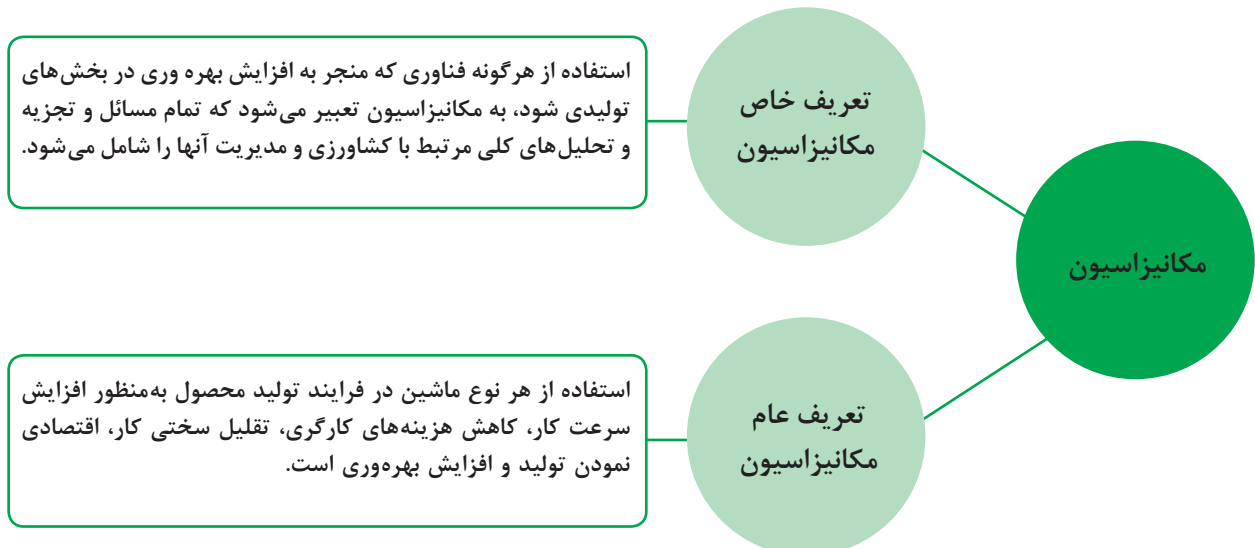 مکانیزاسیون
تعریف خاص
مکانیزاسیون
استفاده از هرگونه فناوری که منجر به افزایش بهره وری در بخش‌های
تولیدی شود، به مکانیزاسیون تعبیر می‌شود که تمام مسائل و تجزیه
و تحلیل‌های کلی مرتبط با کشاورزی و مدیریت آنها را شامل می‌شود.
تعریف عام
مکانیزاسیون
استفاده از هر نوع ماشین در فرایند تولید محصول به‌منظور افزایش
سرعت کار، کاهش هزینه‌های کارگری، تقلیل سختی کار، اقتصادی
نمودن تولید و افزایش بهره‌وری است.